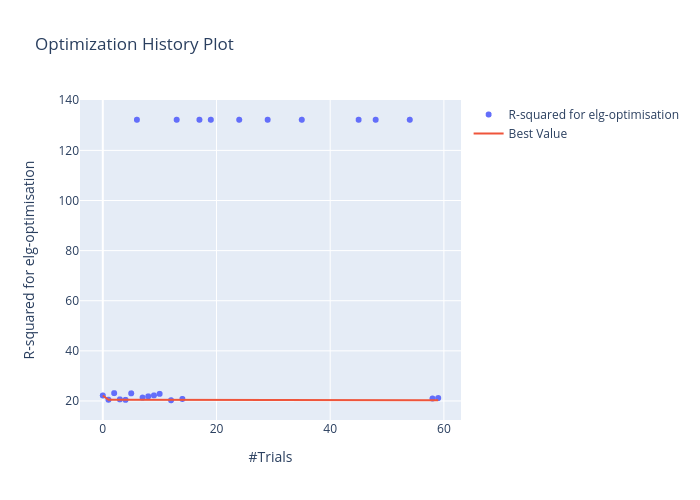 Optimization History Plot
R-squared for elg-optimisation
Best Value
140
120
100
80
60
40
20
R-squared for elg-optimisation
0
20
40
60
#Trials